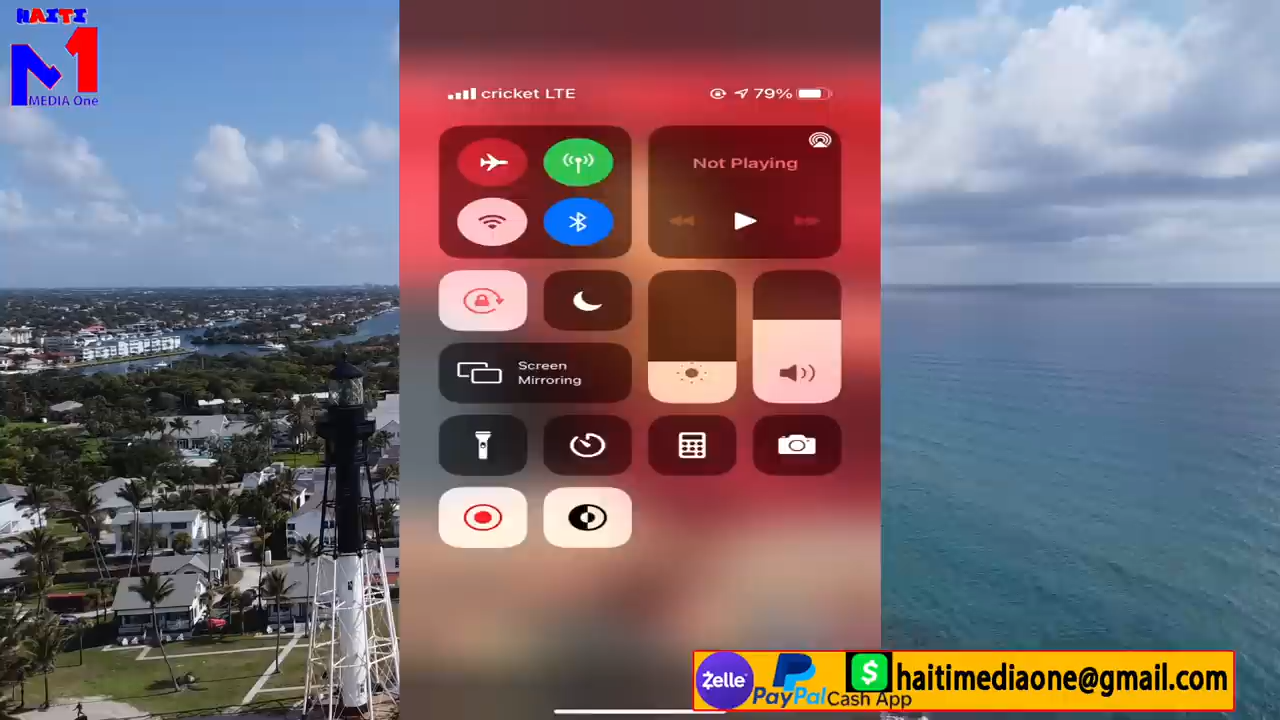 HAITI
M1
MEDIA One
cricket LTE
79%
Not Playing
Screen
Mirroring
Zelle
PayPal
$
Cash App
haitimediaone@gmail.com